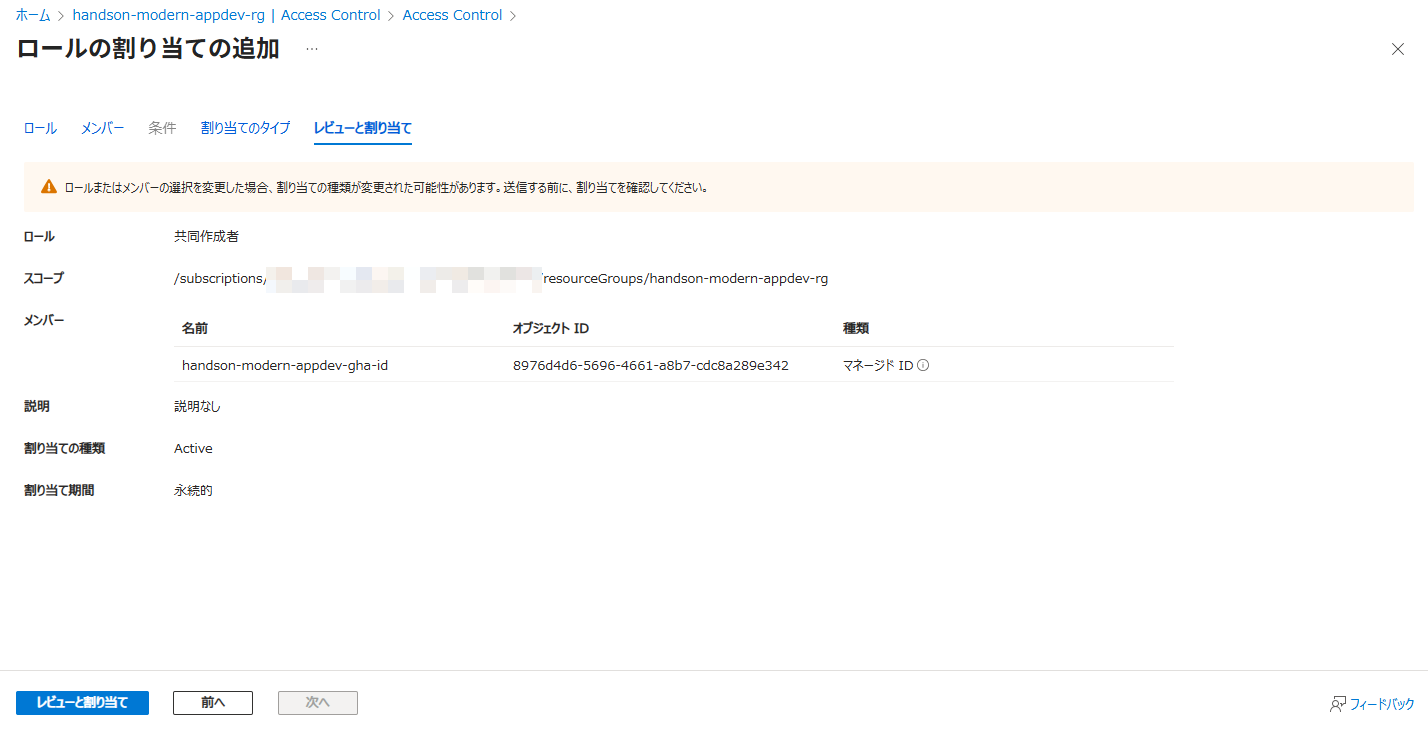 ホーム > handson-modern-appdev-rg | Access Control > Access Control >
ロールの割り当ての追加 …
ロール メンバー 条件 割り当てのタイプ レビューと割り当て
ロールまたはメンバーの選択を変更した場合、割り当ての種類が変更された可能性があります。送信する前に、割り当てを確認してください。
ロール 共同作成者
スコープ /subscriptions/ resourceGroups/handson-modern-appdev-rg
メンバー
名前 オブジェクト ID 種類
handson-modern-appdev-gha-id 8976d4d6-5696-4661-a8b7-cdc8a289e342 マネージド ID
説明 説明なし
割り当ての種類 Active
割り当て期間 永続的
レビューと割り当て 前へ 次へ フィードバック